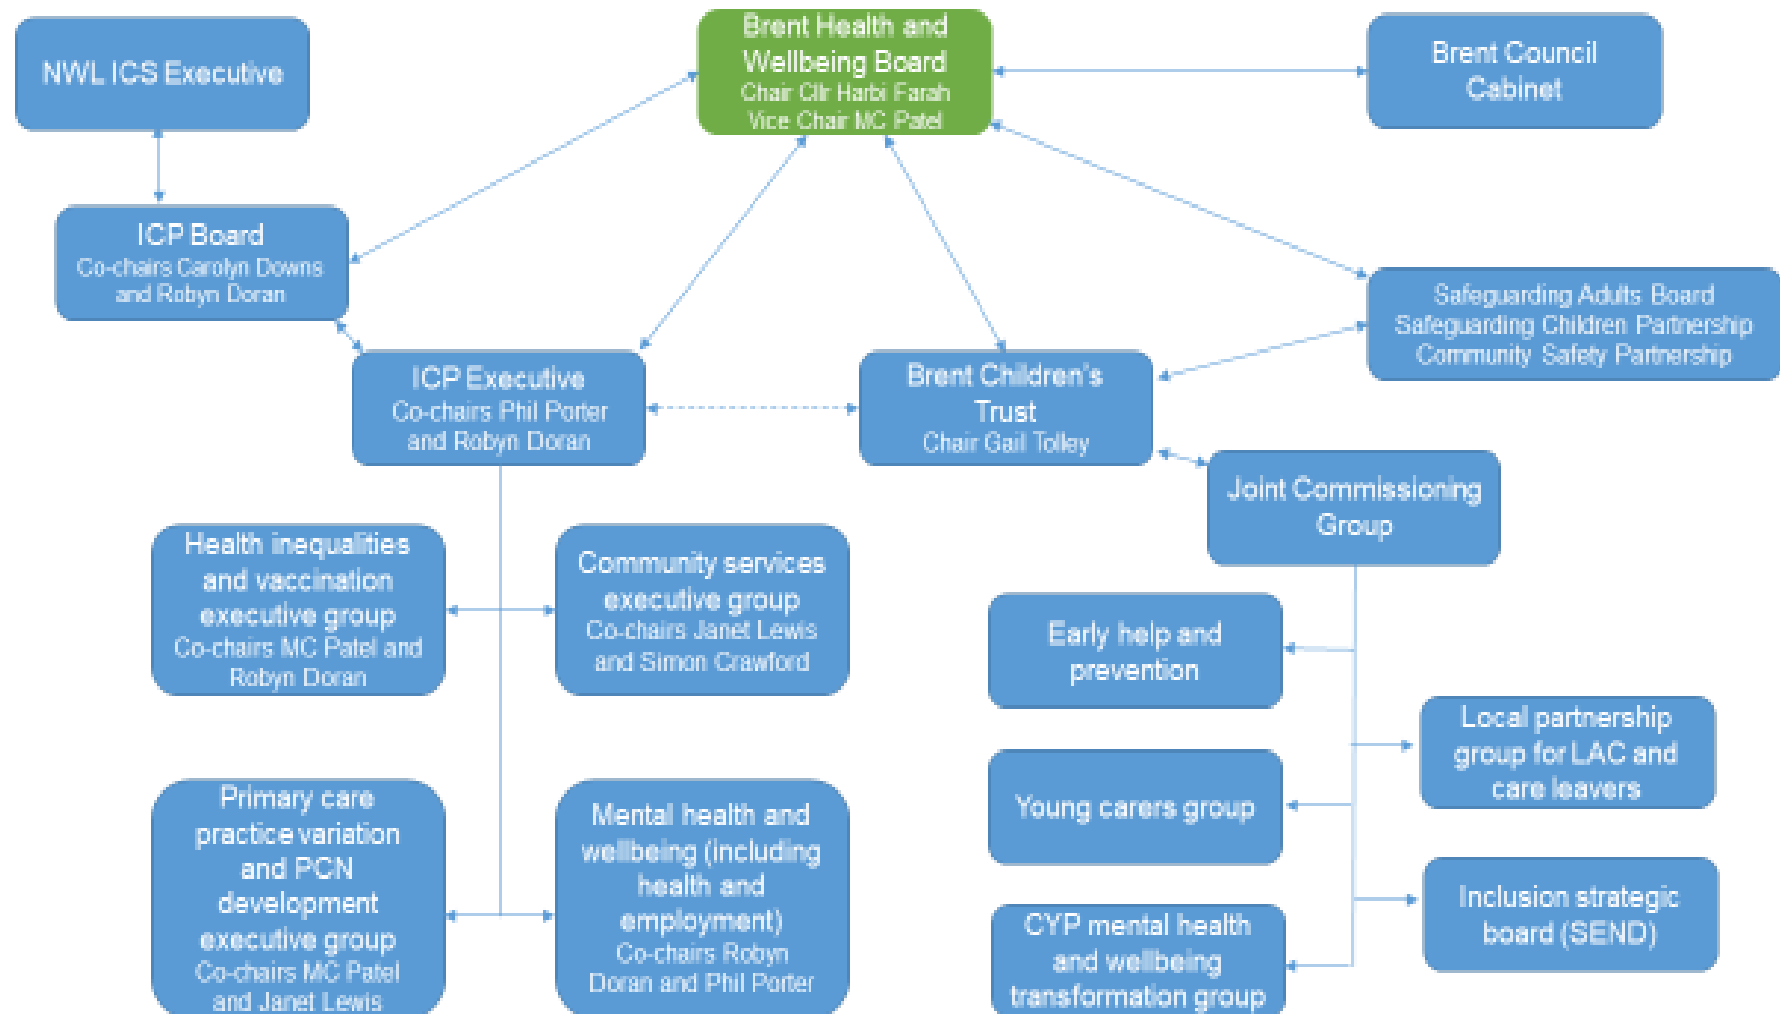 NWL ICS Executive
Brent Health and
Wellbeing Board
Chair Cllr Harbi Farah
Vice Chair MC Patel
Brent Council
Cabinet
ICP Board
Co-chairs Carolyn Downs
and Robyn Doran
Safeguarding Adults Board
Safeguarding Children Partnership
Community Safety Partnership
ICP Executive
Co-chairs Phil Porter
and Robyn Doran
Brent Children's
Trust
Chair Gail Tolley
Joint Commissioning
Group
Health inequalities
and vaccination
executive group
Co-chairs MC Patel and
Robyn Doran
Community services
executive group
Co-chairs Janet Lewis
and Simon Crawford
Early help and
prevention
Local partnership
group for LAC and
care leavers
Primary care
practice variation
and PCN
development
executive group
Co-chairs MC Patel
and Janet Lewis
Mental health and
wellbeing (including
health and
employment)
Co-chairs Robyn
Doran and Phil Porter
Young carers group
Inclusion strategic
board (SEND)
CYP mental health
and wellbeing
transformation group